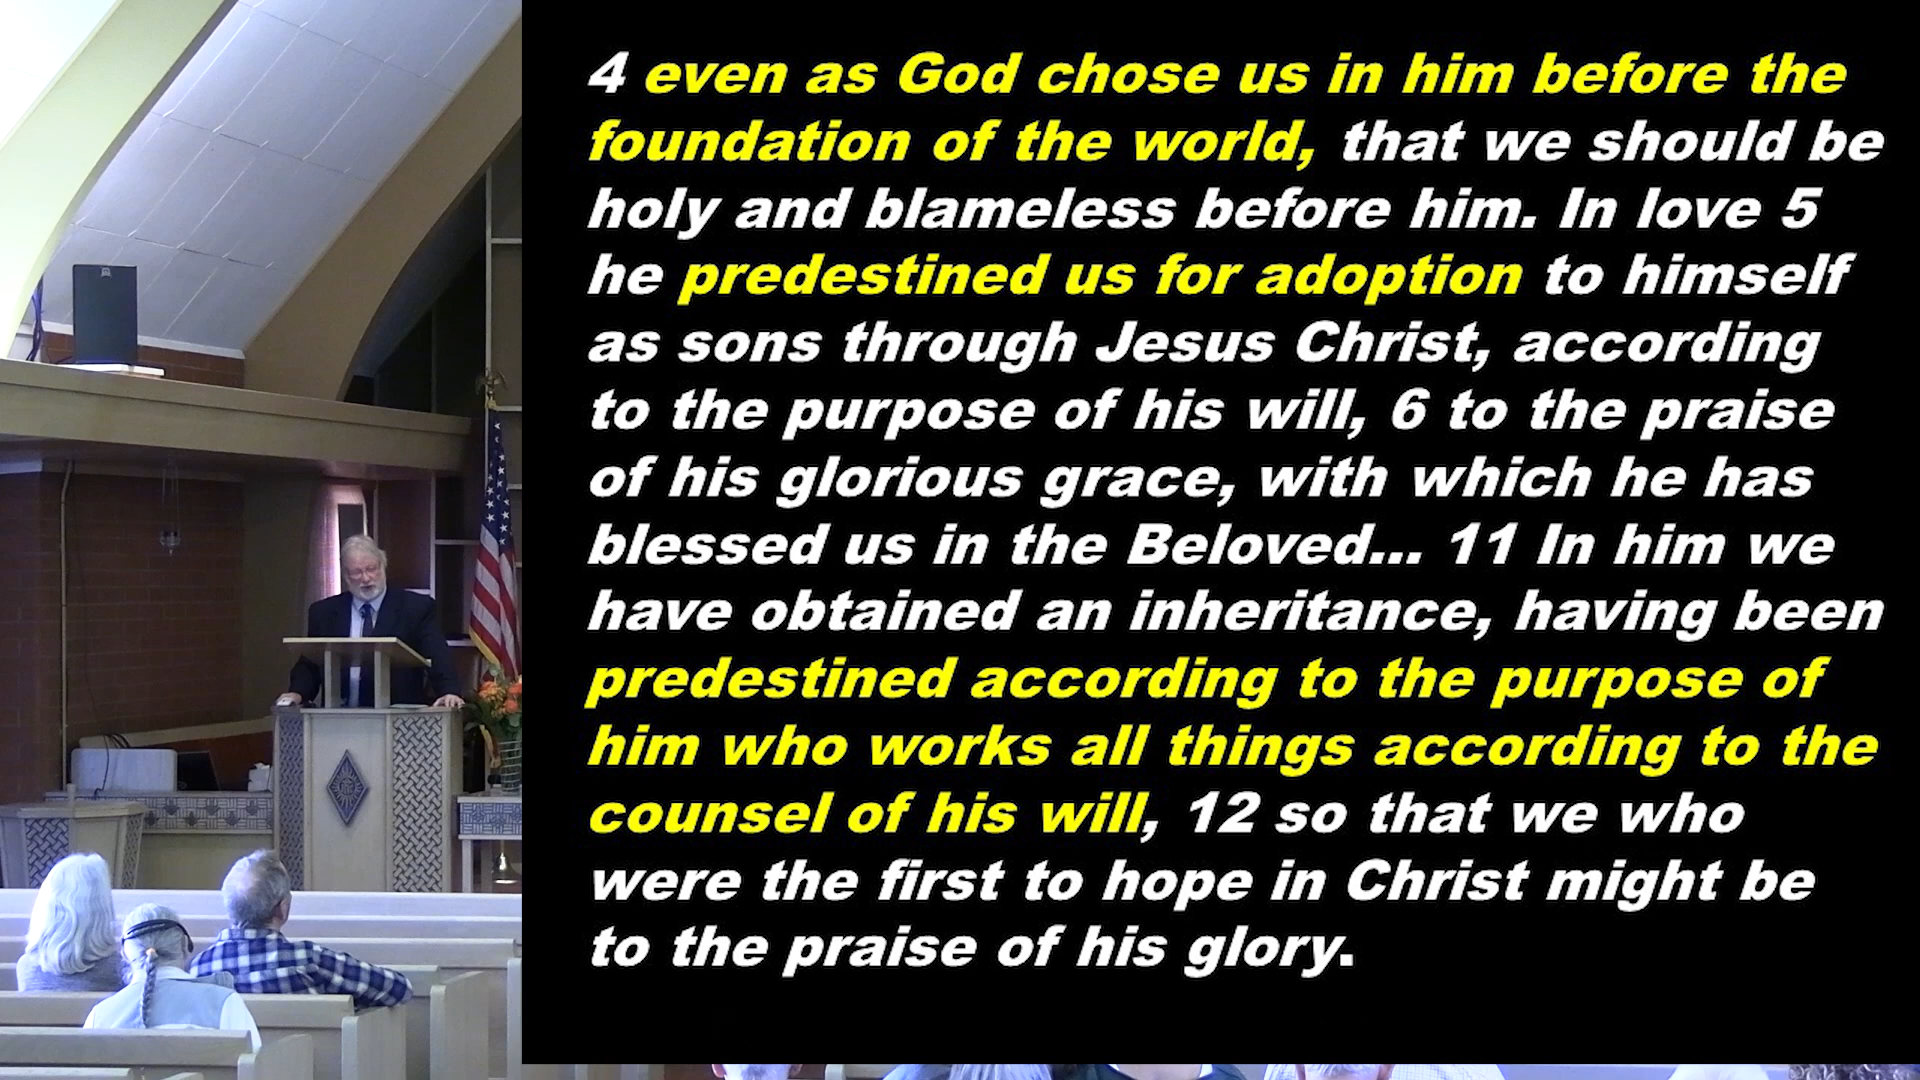 4 even as God chose us in him before the
foundation of the world, that we should be
holy and blameless before him. In love 5
he predestined us for adoption to himself
as sons through Jesus Christ, according
to the purpose of his will, 6 to the praise
of his glorious grace, with which he has
blessed us in the Beloved... 11 In him we
have obtained an inheritance, having been
predestined according to the purpose of
him who works all things according to the
counsel of his will, 12 so that we who
were the first to hope in Christ might be
to the praise of his glory.